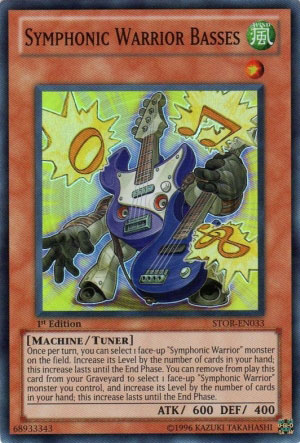 SYMPHONIC WARRIOR BASSES
WIND
風
1st Edition
STOR-EN033
[MACHINE/TUNER]
Once per turn, you can select 1 face-up "Symphonic Warrior" monster
on the field. Increase its Level by the number of cards in your hand;
this increase lasts until the End Phase. You can remove from play this
card from your Graveyard to select 1 face-up "Symphonic Warrior"
monster you control, and increase its Level by the number of cards
in your hand; this increase lasts until the End Phase.
ATK/ 600 DEF/ 400
68933343
©1996 KAZUKI TAKAHASHI